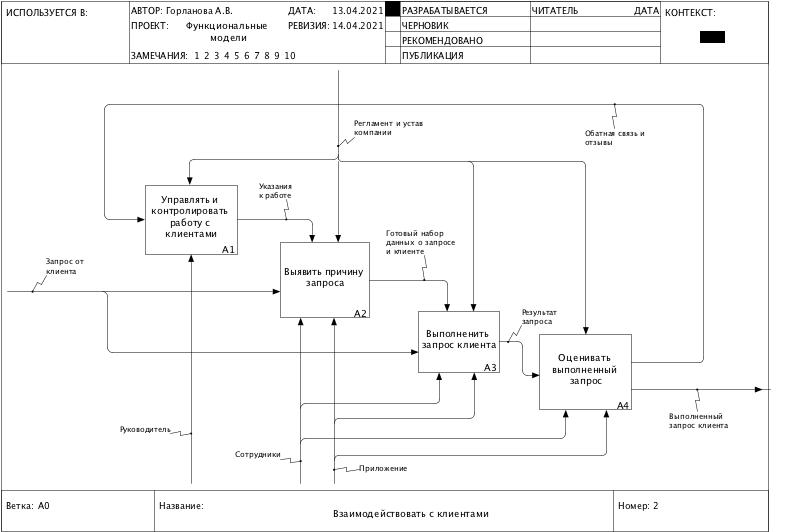 ИСПОЛЬЗУЕТСЯ В:
АВТОР: Горланова А.В.
ДАТА: 13.04.2021
РАЗРАБАТЫВАЕТСЯ
ЧИТАТЕЛЬ
ДАТА
КОНТЕКСТ:
ПРОЕКТ: Функциональные
модели
РЕВИЗИЯ: 14.04.2021
ЧЕРНОВИК
РЕКОМЕНДОВАНО
ЗАМЕЧАНИЯ: 1 2 3 4 5 6 7 8 9 10
ПУБЛИКАЦИЯ
Регламент и устав
компании
Обатная связь и
отзывы
Указания
к работе
Управлять и
контролировать
работу с
клиентами
A1
Готовый набор
данных о запросе
и клиенте
Запрос от
клиента
Выявить причину
запроса
A2
Результат
запроса
Выполненить
запрос клиента
A3
Оценивать
выполненный
запрос
A4
Выполненный
запрос клиента
Руководитель
Сотрудники
Приложение
Ветка: A0
Название:
Взаимодействовать с клиентами
Номер: 2